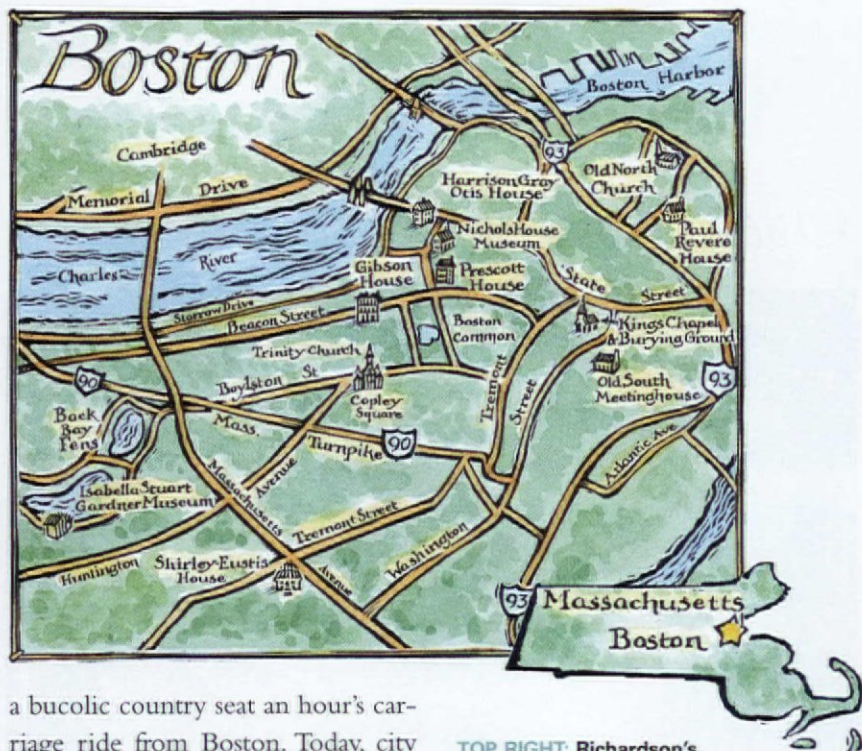 Boston
Boston Harbor
Cambridge
Memorial Drive
93
Harrison Gray
Otis House
Old North
Church
Nichols House
Museum
Paul
Revere
House
Charles River
Gibson
House
Prescott
House
State Street
Storrow Drive
Beacon Street
Boston
Common
Kings Chapel
& Burying Ground
Trinity Church
Tremont Street
90
Boylston St
Old South
Meetinghouse
93
Copley
Square
Back
Bay
Fens
Mass. Turnpike 90
Atlantic Ave
Isabella Stuart
Gardner Museum
Massachusetts Avenue
Huntington Avenue
Tremont Street
Washington
Shirley-Eustis
House
93
Massachusetts
Boston
a bucolic country seat an hour's car-
riage ride from Boston. Today, city
TOP RIGHT: Richardson's